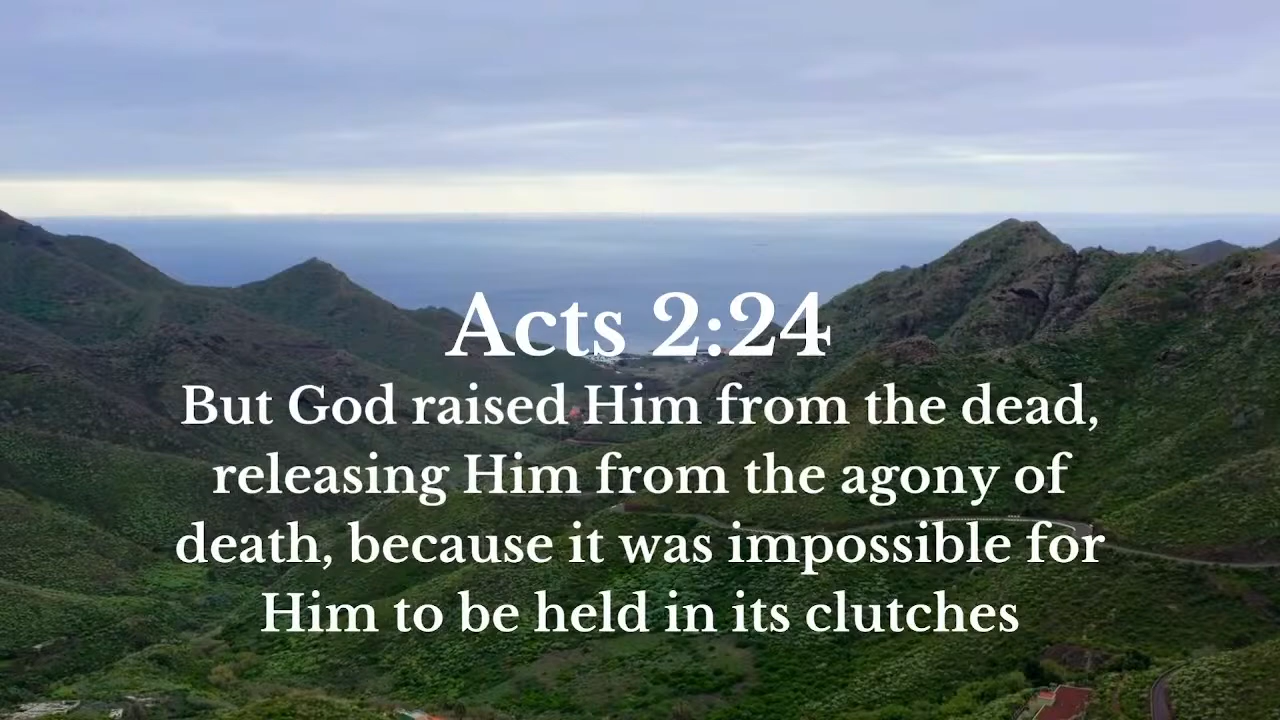 Acts 2:24
But God raised Him from the dead,
releasing Him from the agony of
death, because it was impossible for
Him to be held in its clutches